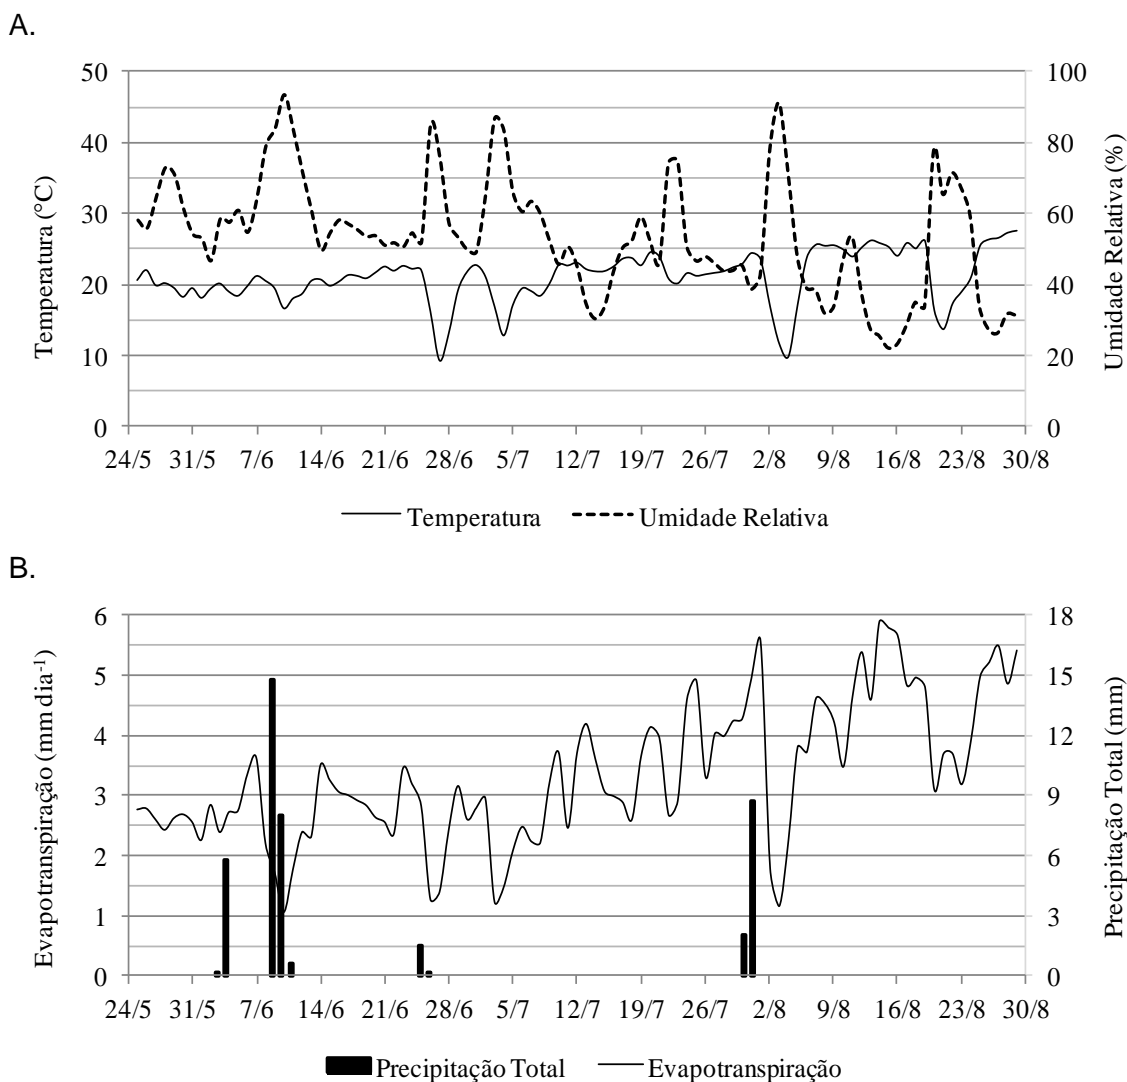 A.
50
40
30
20
10
0
Temperatura (°C)
100
80
60
40
20
0
Umidade Relativa (%)
24/5 31/5 7/6 14/6 21/6 28/6 5/7 12/7 19/7 26/7 2/8 9/8 16/8 23/8 30/8
Temperatura Umidade Relativa
B.
6
5
4
3
2
1
0
Evapotranspiração (mm dia⁻¹)
18
15
12
9
6
3
0
Precipitação Total (mm)
24/5 31/5 7/6 14/6 21/6 28/6 5/7 12/7 19/7 26/7 2/8 9/8 16/8 23/8 30/8
Precipitação Total Evapotranspiração